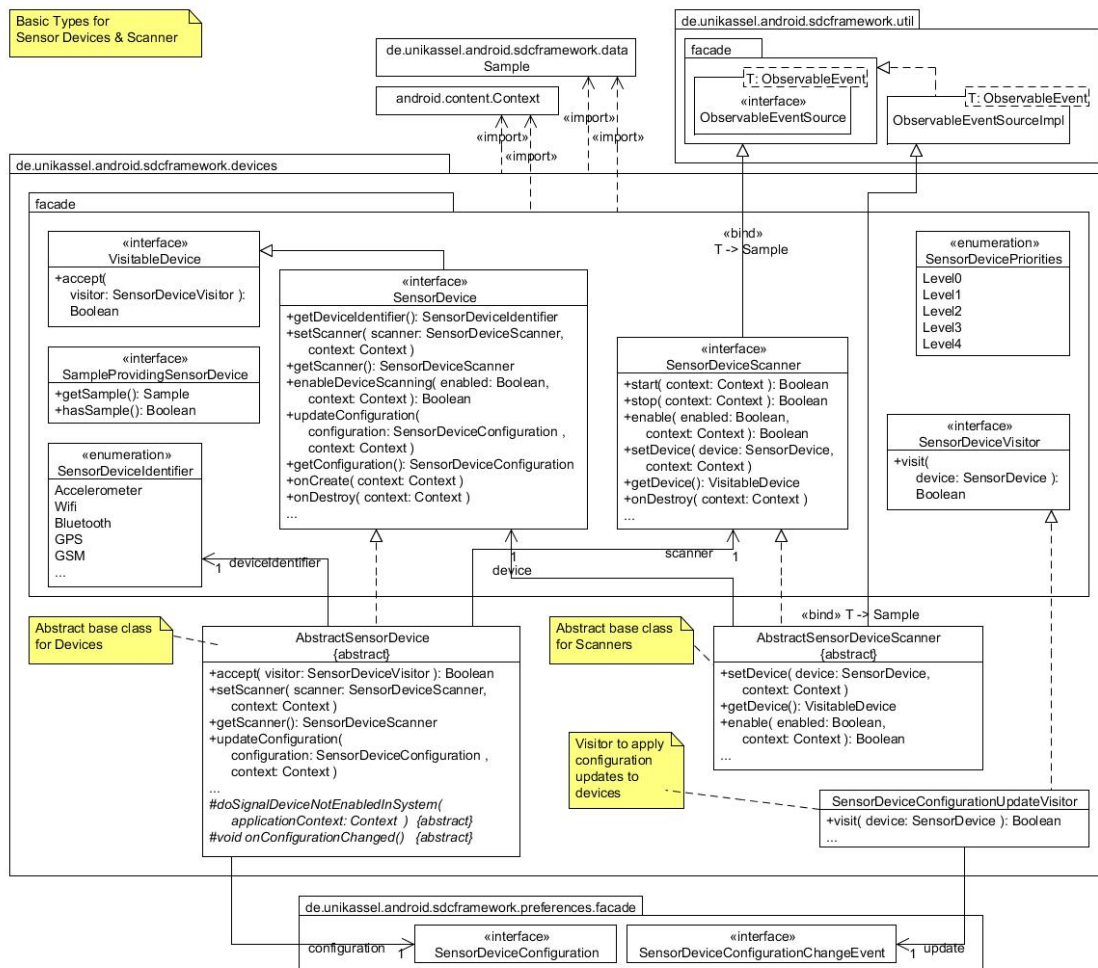 Basic Types for
Sensor Devices & Scanner
de.unikassel.android.sdcframework.data
Sample
android.content.Context
«import»
«import»
«import»
«import»
de.unikassel.android.sdcframework.util
facade
T: ObservableEvent
«interface»
ObservableEventSource
T: ObservableEvent
ObservableEventSourceImpl
de.unikassel.android.sdcframework.devices
facade
«interface»
VisitableDevice
+accept(
visitor: SensorDeviceVisitor ):
Boolean
«interface»
SampleProvidingSensorDevice
+getSample(): Sample
+hasSample(): Boolean
«enumeration»
SensorDeviceIdentifier
Accelerometer
Wifi
Bluetooth
GPS
GSM
...
«interface»
SensorDevice
+getDeviceIdentifier(): SensorDeviceIdentifier
+setScanner( scanner: SensorDeviceScanner,
context: Context )
+getScanner(): SensorDeviceScanner
+enableDeviceScanning( enabled: Boolean,
context: Context ): Boolean
+updateConfiguration(
configuration: SensorDeviceConfiguration ,
context: Context )
+getConfiguration(): SensorDeviceConfiguration
+onCreate( context: Context )
+onDestroy( context: Context )
...
«bind»
T -> Sample
«interface»
SensorDeviceScanner
+start( context: Context ): Boolean
+stop( context: Context ): Boolean
+enable( enabled: Boolean,
context: Context ): Boolean
+setDevice( device: SensorDevice,
context: Context )
+getDevice(): VisitableDevice
+onDestroy( context: Context )
...
«enumeration»
SensorDevicePriorities
Level0
Level1
Level2
Level3
Level4
«interface»
SensorDeviceVisitor
+visit(
device: SensorDevice ):
Boolean
1 deviceIdentifier
1
device
scanner
1
«bind» T -> Sample
Abstract base class
for Devices
AbstractSensorDevice
{abstract}
+accept( visitor: SensorDeviceVisitor ): Boolean
+setScanner( scanner: SensorDeviceScanner,
context: Context )
+getScanner(): SensorDeviceScanner
+updateConfiguration(
configuration: SensorDeviceConfiguration ,
context: Context )
...
#doSignalDeviceNotEnabledInSystem(
applicationContext: Context ) {abstract}
#void onConfigurationChanged() {abstract}
Abstract base class
for Scanners
AbstractSensorDeviceScanner
{abstract}
+setDevice( device: SensorDevice,
context: Context )
+getDevice(): VisitableDevice
+enable( enabled: Boolean,
context: Context ): Boolean
...
Visitor to apply
configuration
updates to
devices
SensorDeviceConfigurationUpdateVisitor
+visit( device: SensorDevice ): Boolean
...
de.unikassel.android.sdcframework.preferences.facade
configuration 1
«interface»
SensorDeviceConfiguration
«interface»
SensorDeviceConfigurationChangeEvent
1 update